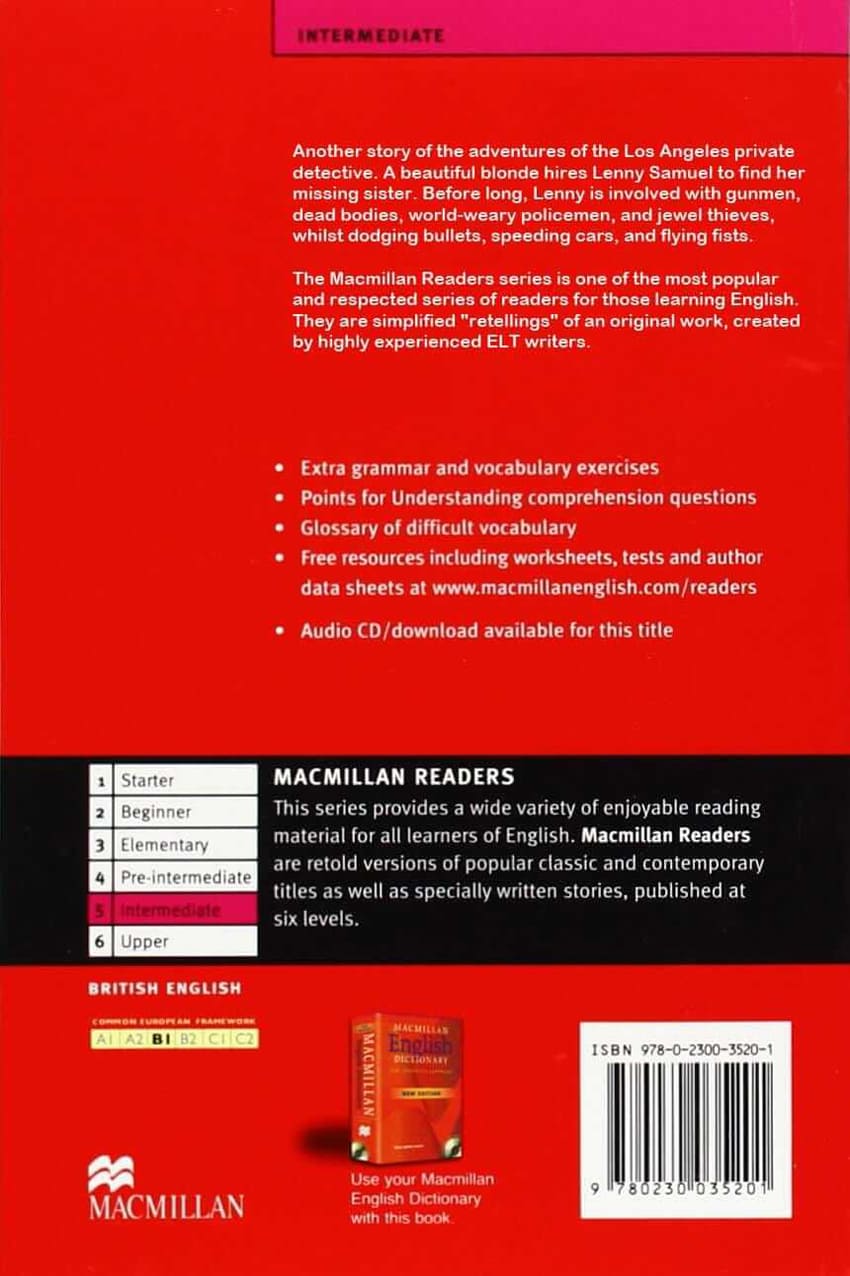 INTERMEDIATE
Another story of the adventures of the Los Angeles private
detective. A beautiful blonde hires Lenny Samuel to find her
missing sister. Before long, Lenny is involved with gunmen,
dead bodies, world-weary policemen, and jewel thieves,
whilst dodging bullets, speeding cars, and flying fists.
The Macmillan Readers series is one of the most popular
and respected series of readers for those learning English.
They are simplified "retellings" of an original work, created
by highly experienced ELT writers.
• Extra grammar and vocabulary exercises
• Points for Understanding comprehension questions
• Glossary of difficult vocabulary
• Free resources including worksheets, tests and author
data sheets at www.macmillanenglish.com/readers
• Audio CD/download available for this title
1 Starter
2 Beginner
3 Elementary
4 Pre-intermediate
5 Intermediate
6 Upper
MACMILLAN READERS
This series provides a wide variety of enjoyable reading
material for all learners of English. Macmillan Readers
are retold versions of popular classic and contemporary
titles as well as specially written stories, published at
six levels.
BRITISH ENGLISH
COMMON EUROPEAN FRAMEWORK
A1 A2 B1 B2 C1 C2
MACMILLAN
MACMILLAN
English
DICTIONARY
NEW EDITION
Use your Macmillan
English Dictionary
with this book.
MACMILLAN
ISBN 978-0-2300-3520-1
9 780230 035201